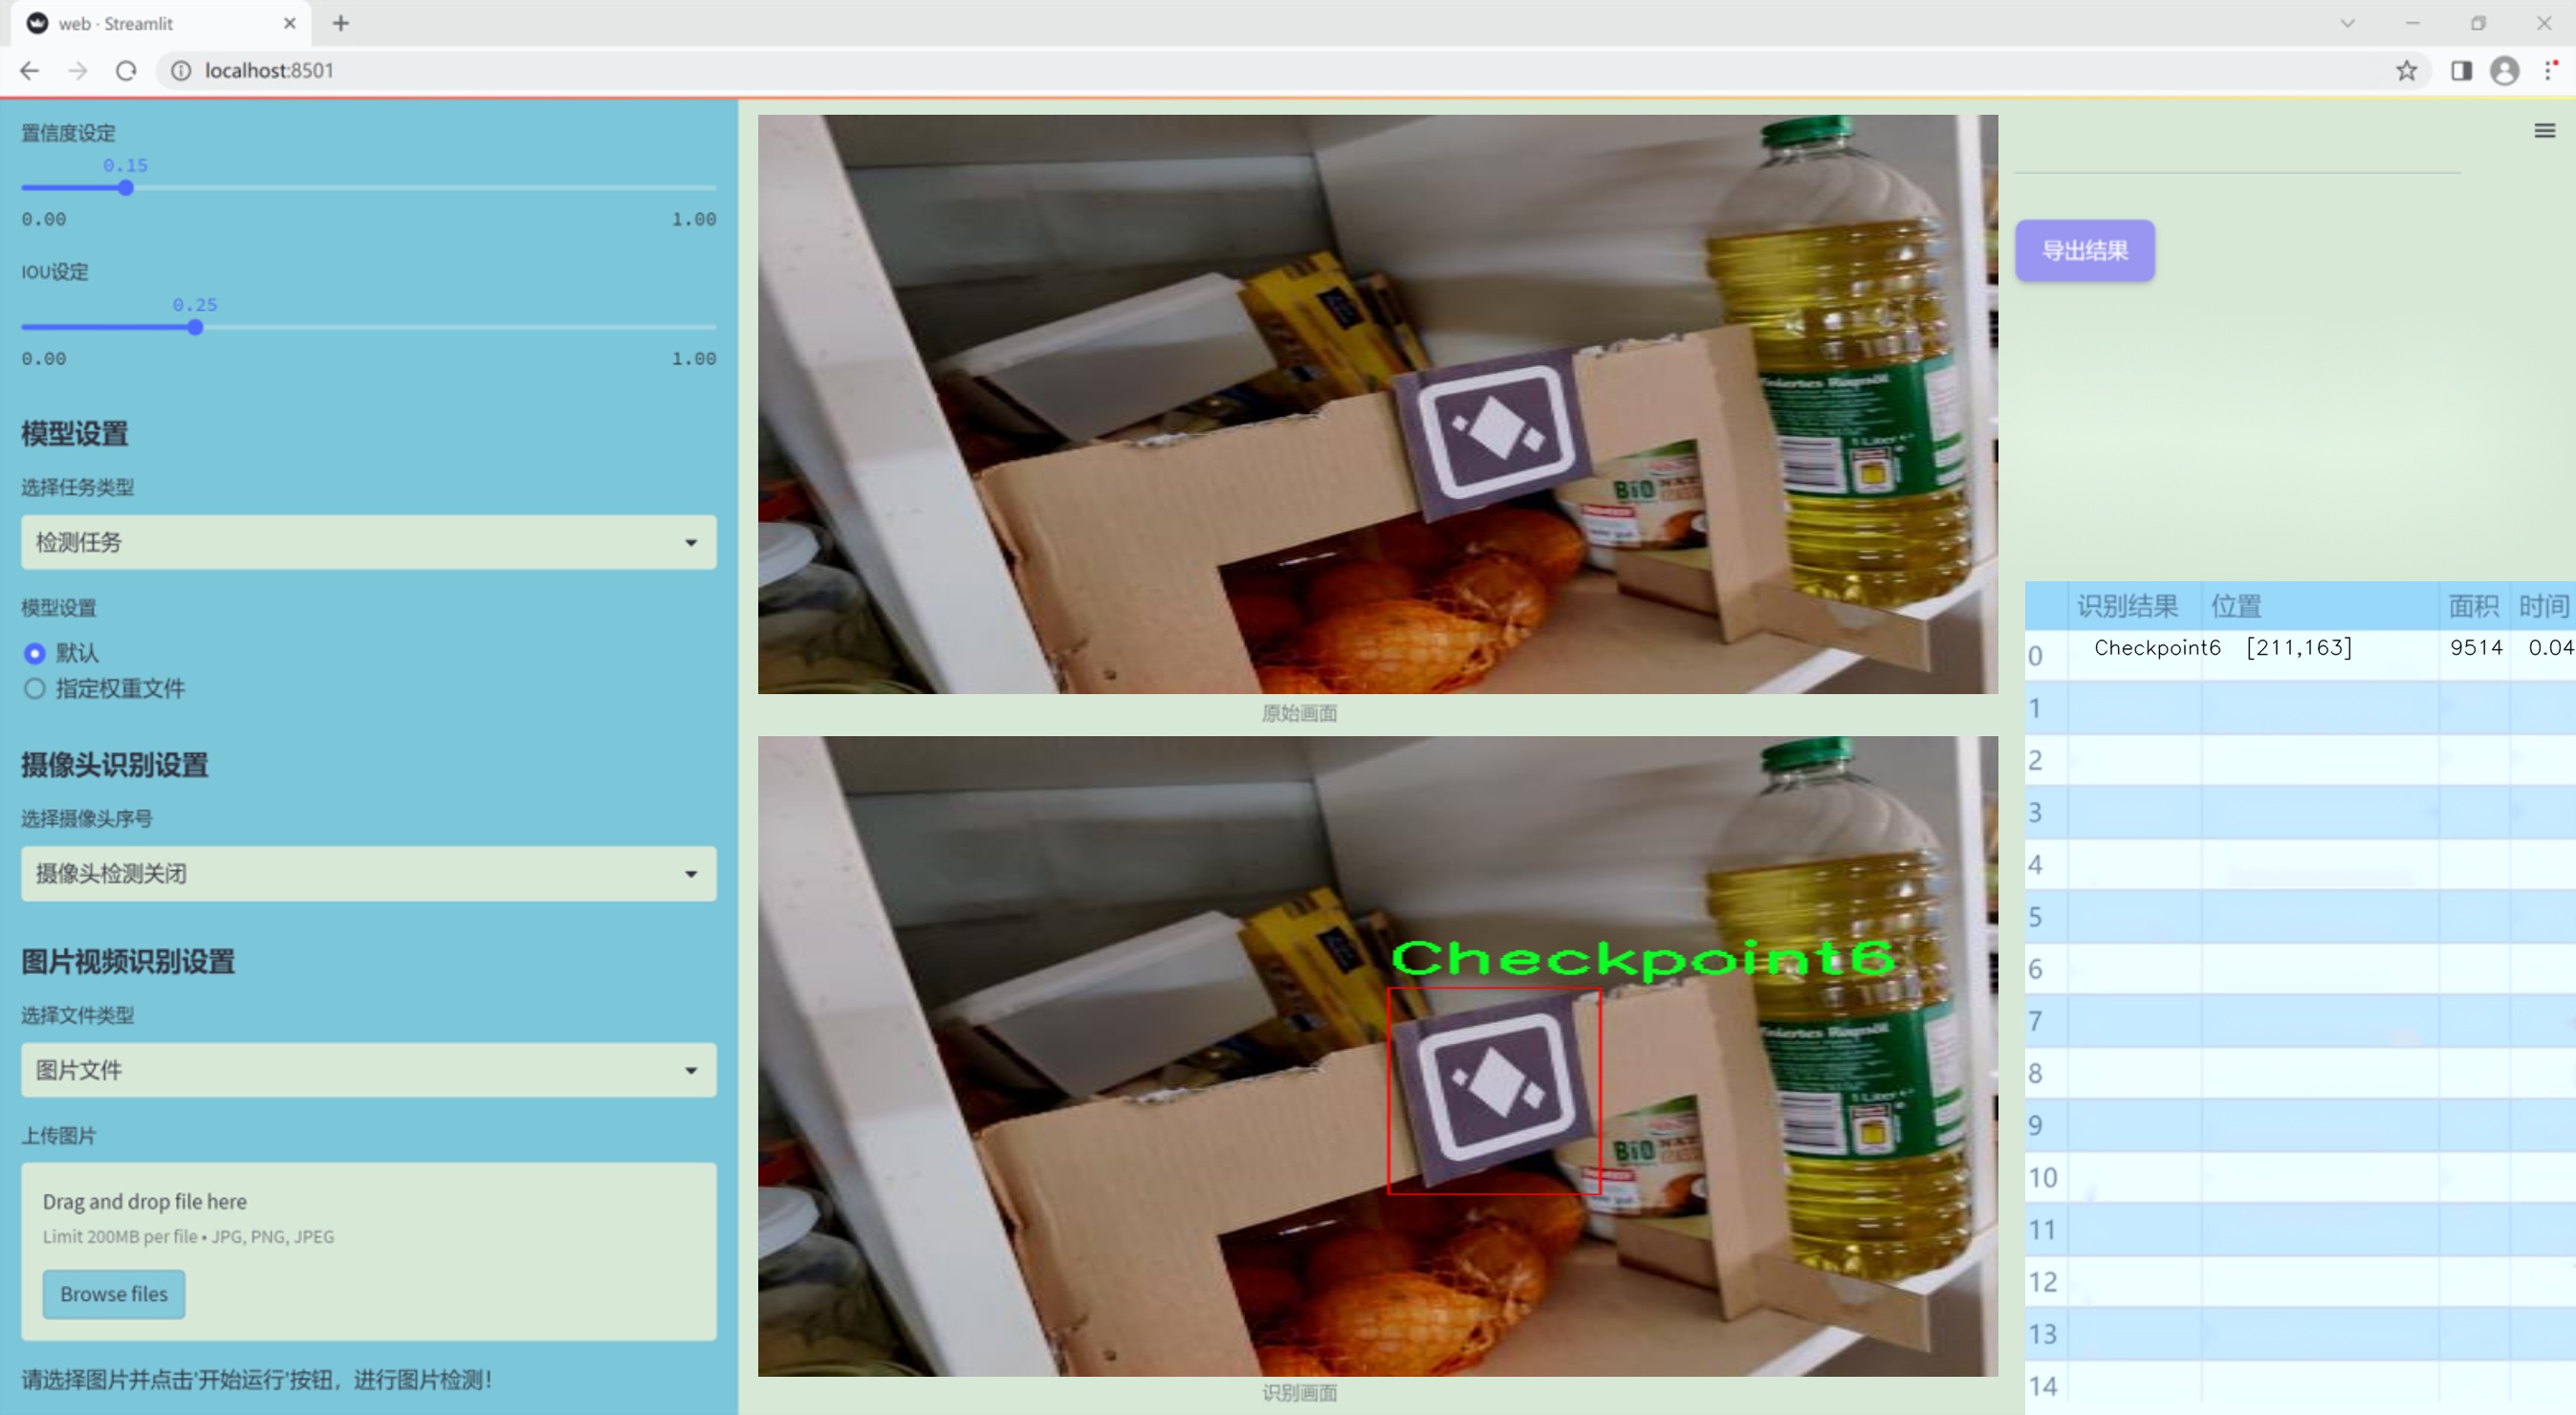 web · Streamlit
localhost:8501
置信度设定
0.15
0.00 1.00
IOU设定
0.25
0.00 1.00
模型设置
选择任务类型
检测任务
模型设置
默认
指定权重文件
摄像头识别设置
选择摄像头序号
摄像头检测关闭
图片视频识别设置
选择文件类型
图片文件
上传图片
Drag and drop file here
Limit 200MB per file • JPG, PNG, JPEG
Browse files
请选择图片并点击'开始运行'按钮，进行图片检测!
1 Liter
BiO
原始画面
Checkpoint6
1 Liter
BiO
识别画面
导出结果
识别结果 位置 面积 时间
0 Checkpoint6 [211,163] 9514 0.04
1
2
3
4
5
6
7
8
9
10
11
12
13
14